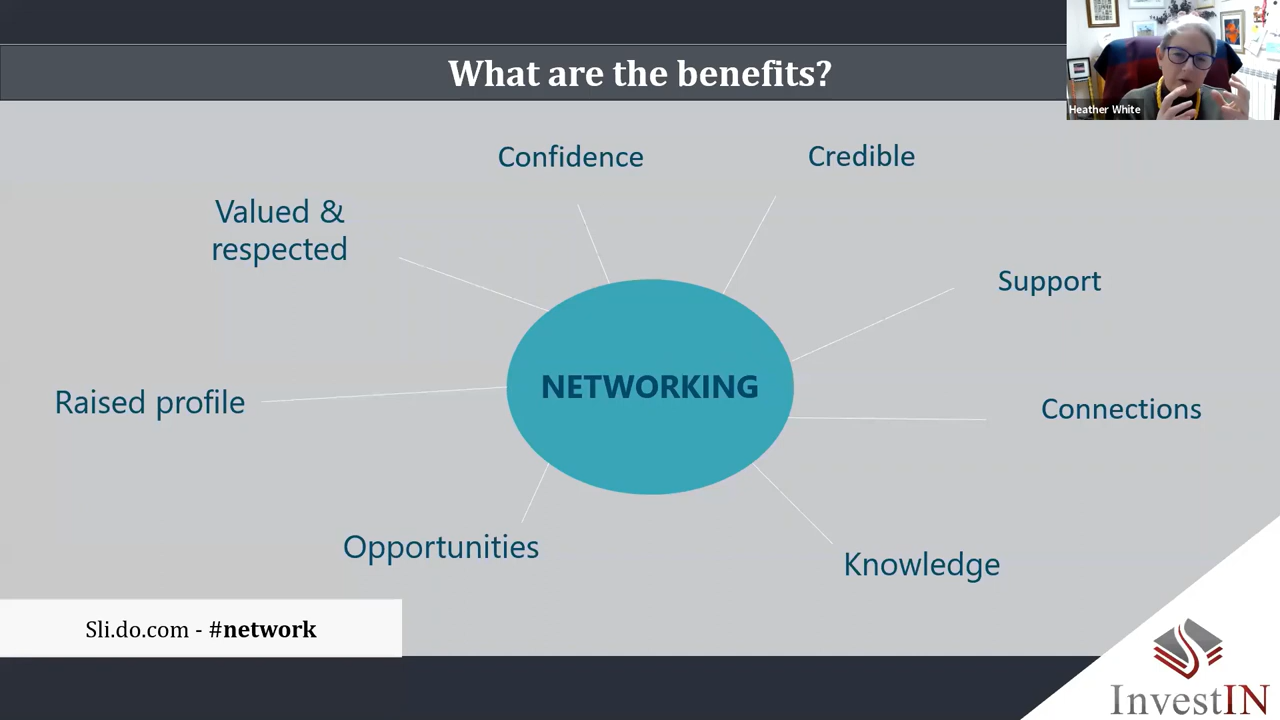 What are the benefits?
Heather White
Confidence
Credible
Valued &
respected
Support
NETWORKING
Raised profile
Connections
Opportunities
Knowledge
Sli.do.com - #network
InvestIN